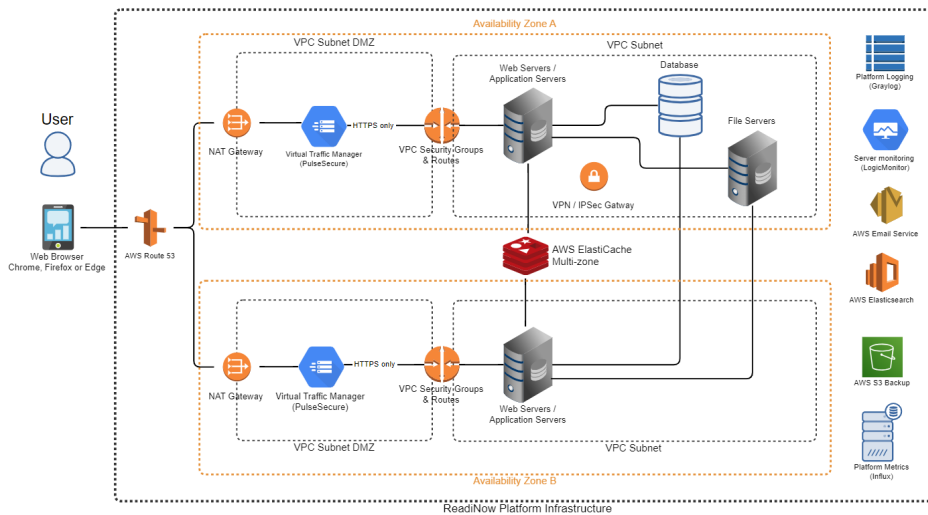 Availability Zone A
VPC Subnet DMZ
VPC Subnet
Web Servers /
Application Servers
Database
Platform Logging
(Graylog)
User
HTTPS only
File Servers
NAT Gateway
Virtual Traffic Manager
(PulseSecure)
VPC Security Groups
& Routes
Server monitoring
(LogicMonitor)
VPN / IPSec Gatway
AWS Email Service
Web Browser
Chrome, Firefox or Edge
AWS Route 53
AWS ElastiCache
Multi-zone
AWS Elasticsearch
HTTPS only
NAT Gateway
Virtual Traffic Manager
(PulseSecure)
VPC Security Groups
& Routes
Web Servers /
Application Servers
AWS S3 Backup
VPC Subnet DMZ
VPC Subnet
Platform Metrics
(Influx)
Availability Zone B
ReadiNow Platform Infrastructure